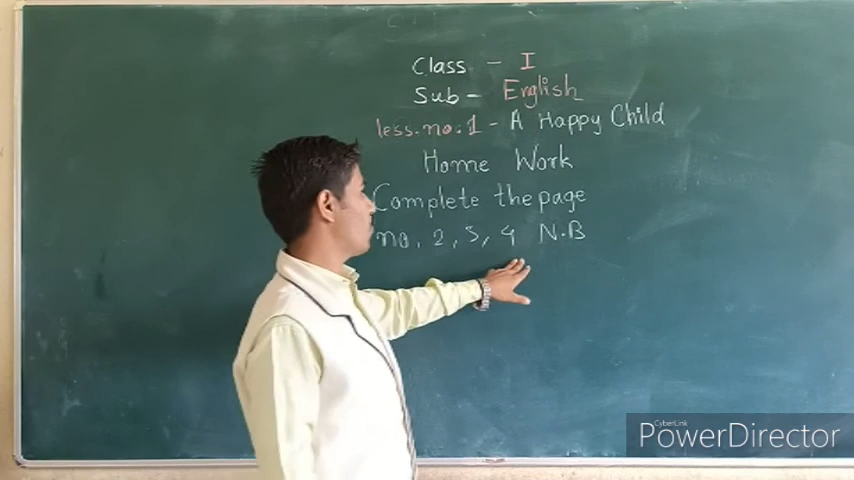 Class - I
Sub - English
less.no.1 - A Happy Child
Home Work
Complete the page
no, 2, 3, 4 N.B
CyberLink
PowerDirector